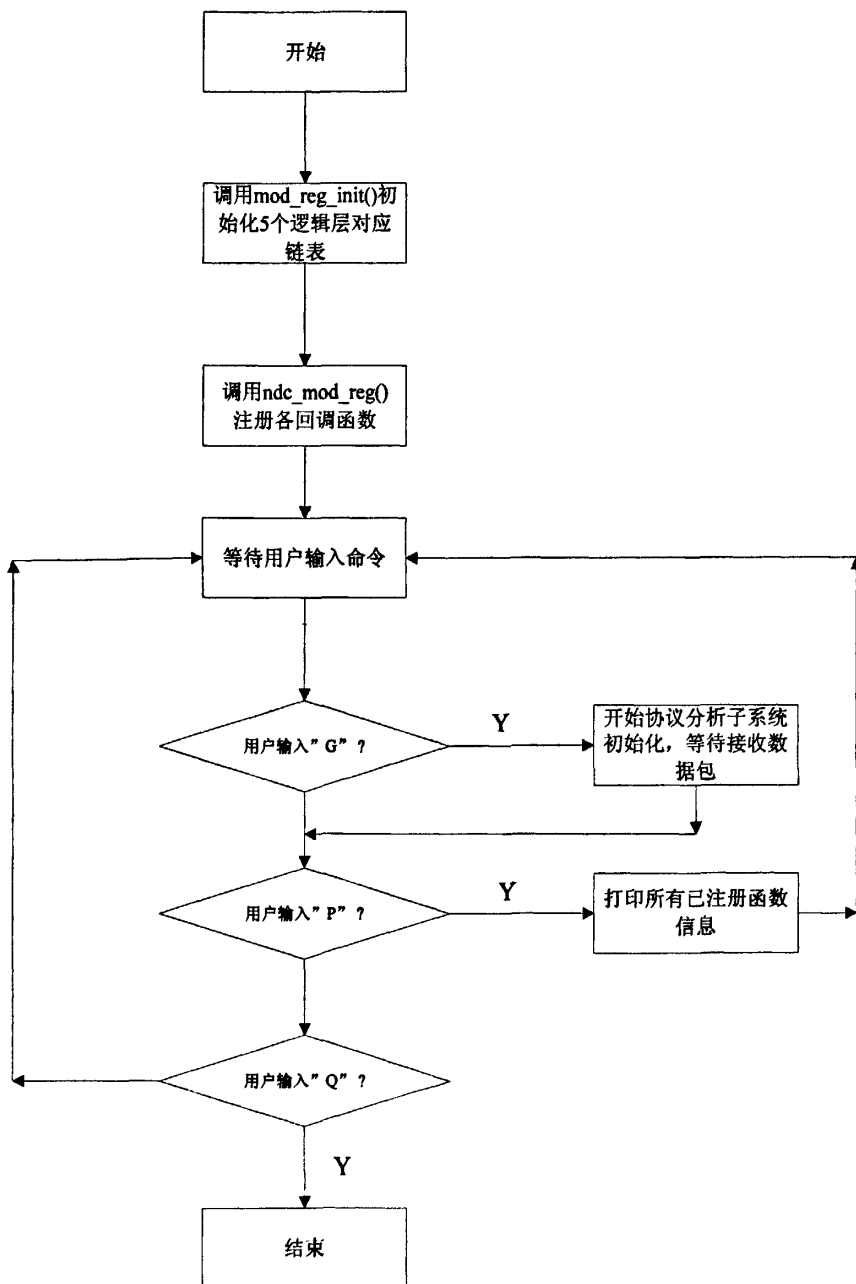 开始
调用mod_reg_init()初
始化5个逻辑层对应
链表
调用ndc_mod_reg()
注册各回调函数
等待用户输入命令
用户输入”G”？
Y
开始协议分析子系统
初始化，等待接收数
据包
用户输入”P”？
Y
打印所有已注册函数
信息
用户输入”Q”？
Y
结束